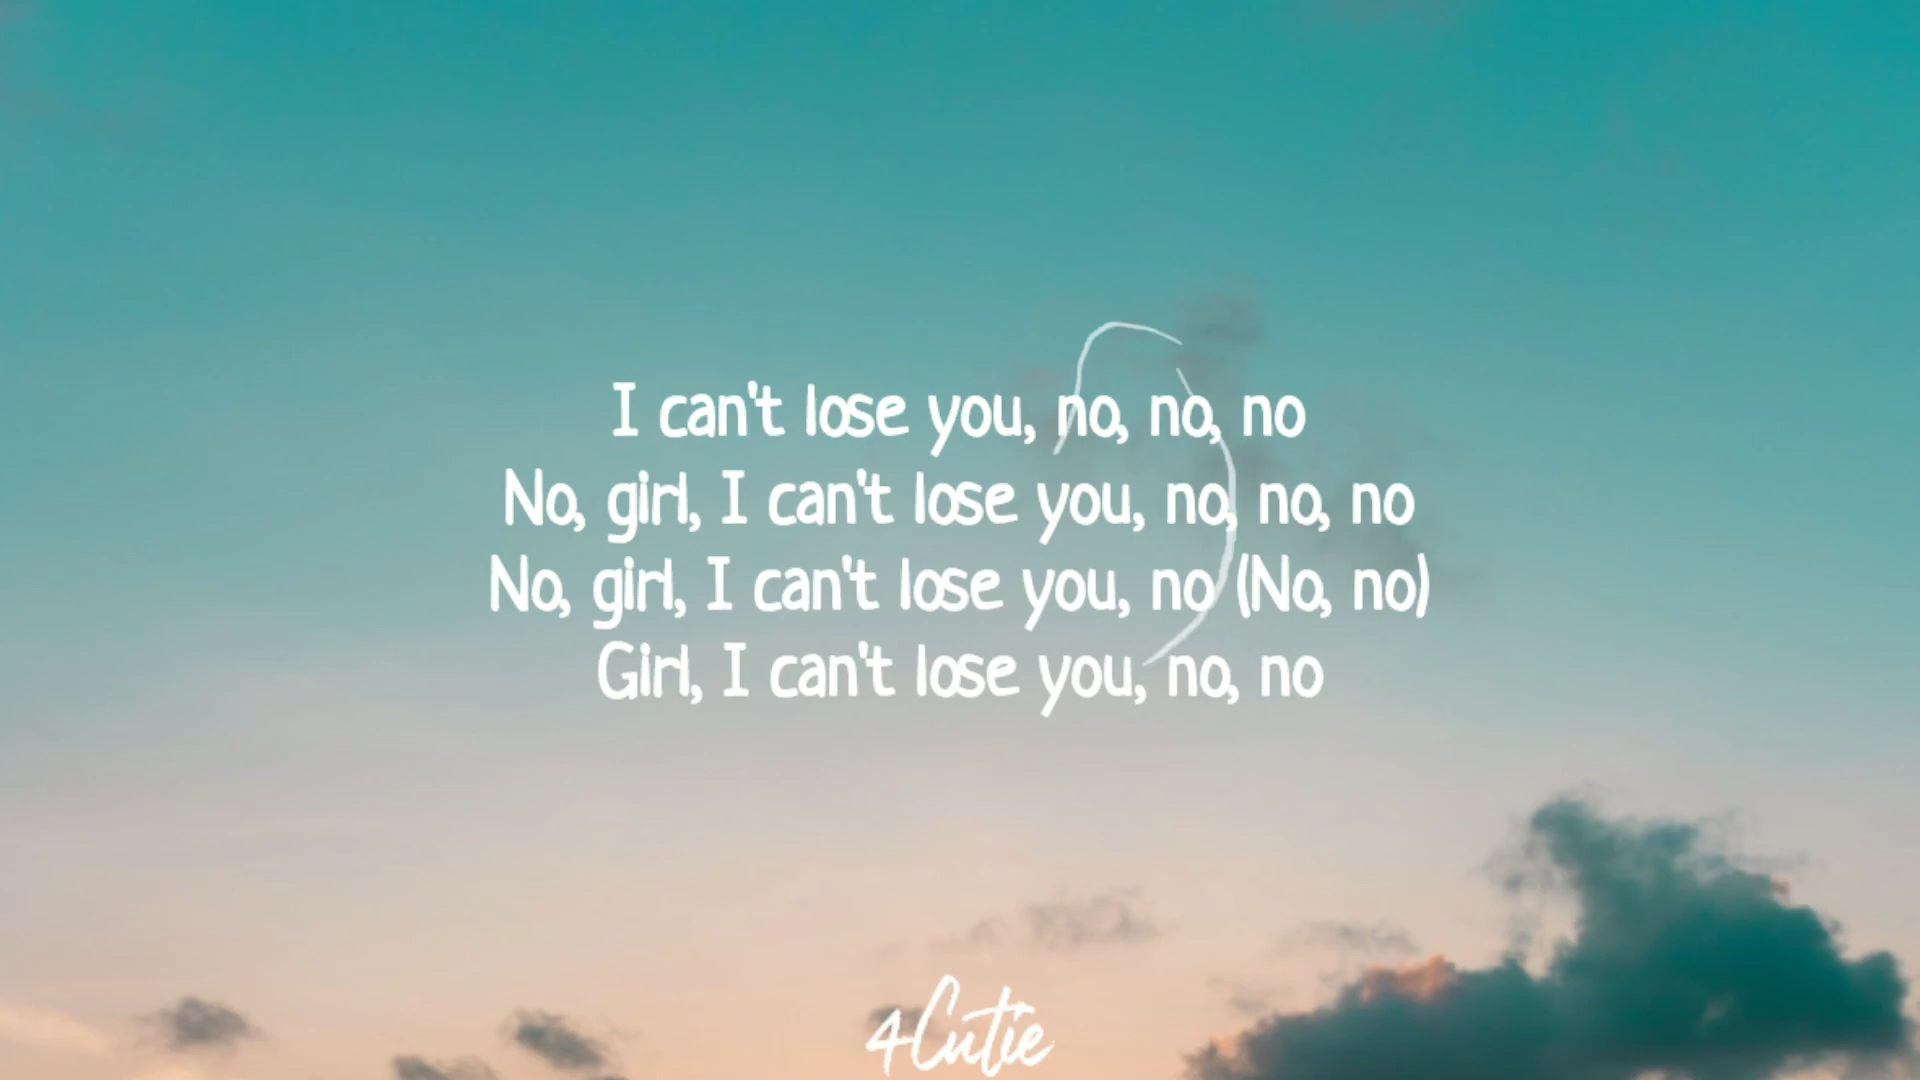 I can't lose you, no, no, no
No, girl, I can't lose you, no, no, no
No, girl, I can't lose you, no (No, no)
Girl, I can't lose you, no, no
4Cutie